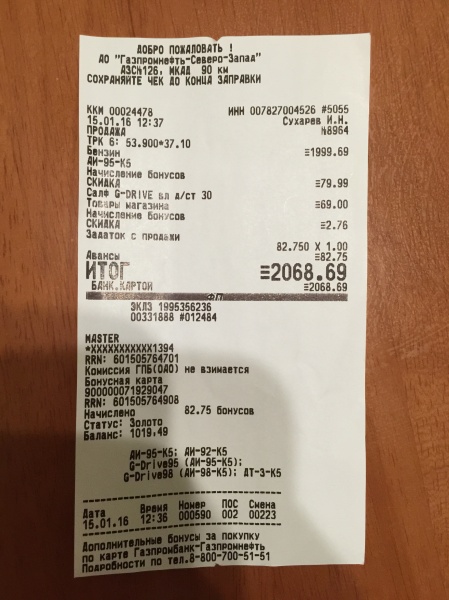 ДОБРО ПОЖАЛОВАТЬ !
АО "Газпромнефть-Северо-Запад"
АЗС№126, МКАД 90 км
СОХРАНЯЙТЕ ЧЕК ДО КОНЦА ЗАПРАВКИ
ККМ 00024478 ИНН 007827004526 #5055
15.01.16 12:37 Сухарев И.Н.
ПРОДАЖА №8964
ТРК 6: 53.900*37.10
Бензин ≡1999.69
АИ-95-К5
Начисление бонусов
СКИДКА ≡79.99
Салф G-DRIVE вл д/ст 30
Товары магазина ≡69.00
Начисление бонусов
СКИДКА ≡2.76
Задаток с продажи
82.750 X 1.00
Авансы ≡82.75
ИТОГ ≡2068.69
БАНК.КАРТОЙ ≡2068.69
ФП
ЭКЛЗ 1995356236
00331888 #012484
MASTER
*XXXXXXXXXXX1394
RRN: 601505764701
Комиссия ГПБ(ОАО) не взимается
Бонусная карта
900000071929047
RRN: 601505764908
Начислено 82.75 бонусов
Статус: Золото
Баланс: 1019.49
АИ-95-К5; АИ-92-К5
G-Drive95 (АИ-95-К5);
G-Drive98 (АИ-98-К5); ДТ-З-К5
Дата Время Номер ПОС Смена
15.01.16 12:36 000590 002 00223
Дополнительные бонусы за покупку
по карте Газпромбанк-Газпромнефть
Подробности по тел.8-800-700-51-51